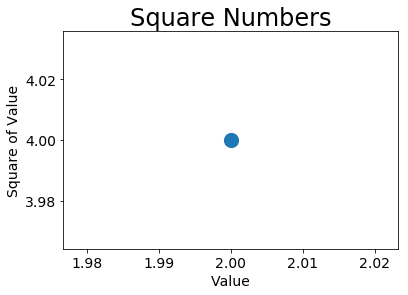 Square Numbers
4.02
4.00
3.98
Square of Value
1.98 1.99 2.00 2.01 2.02
Value